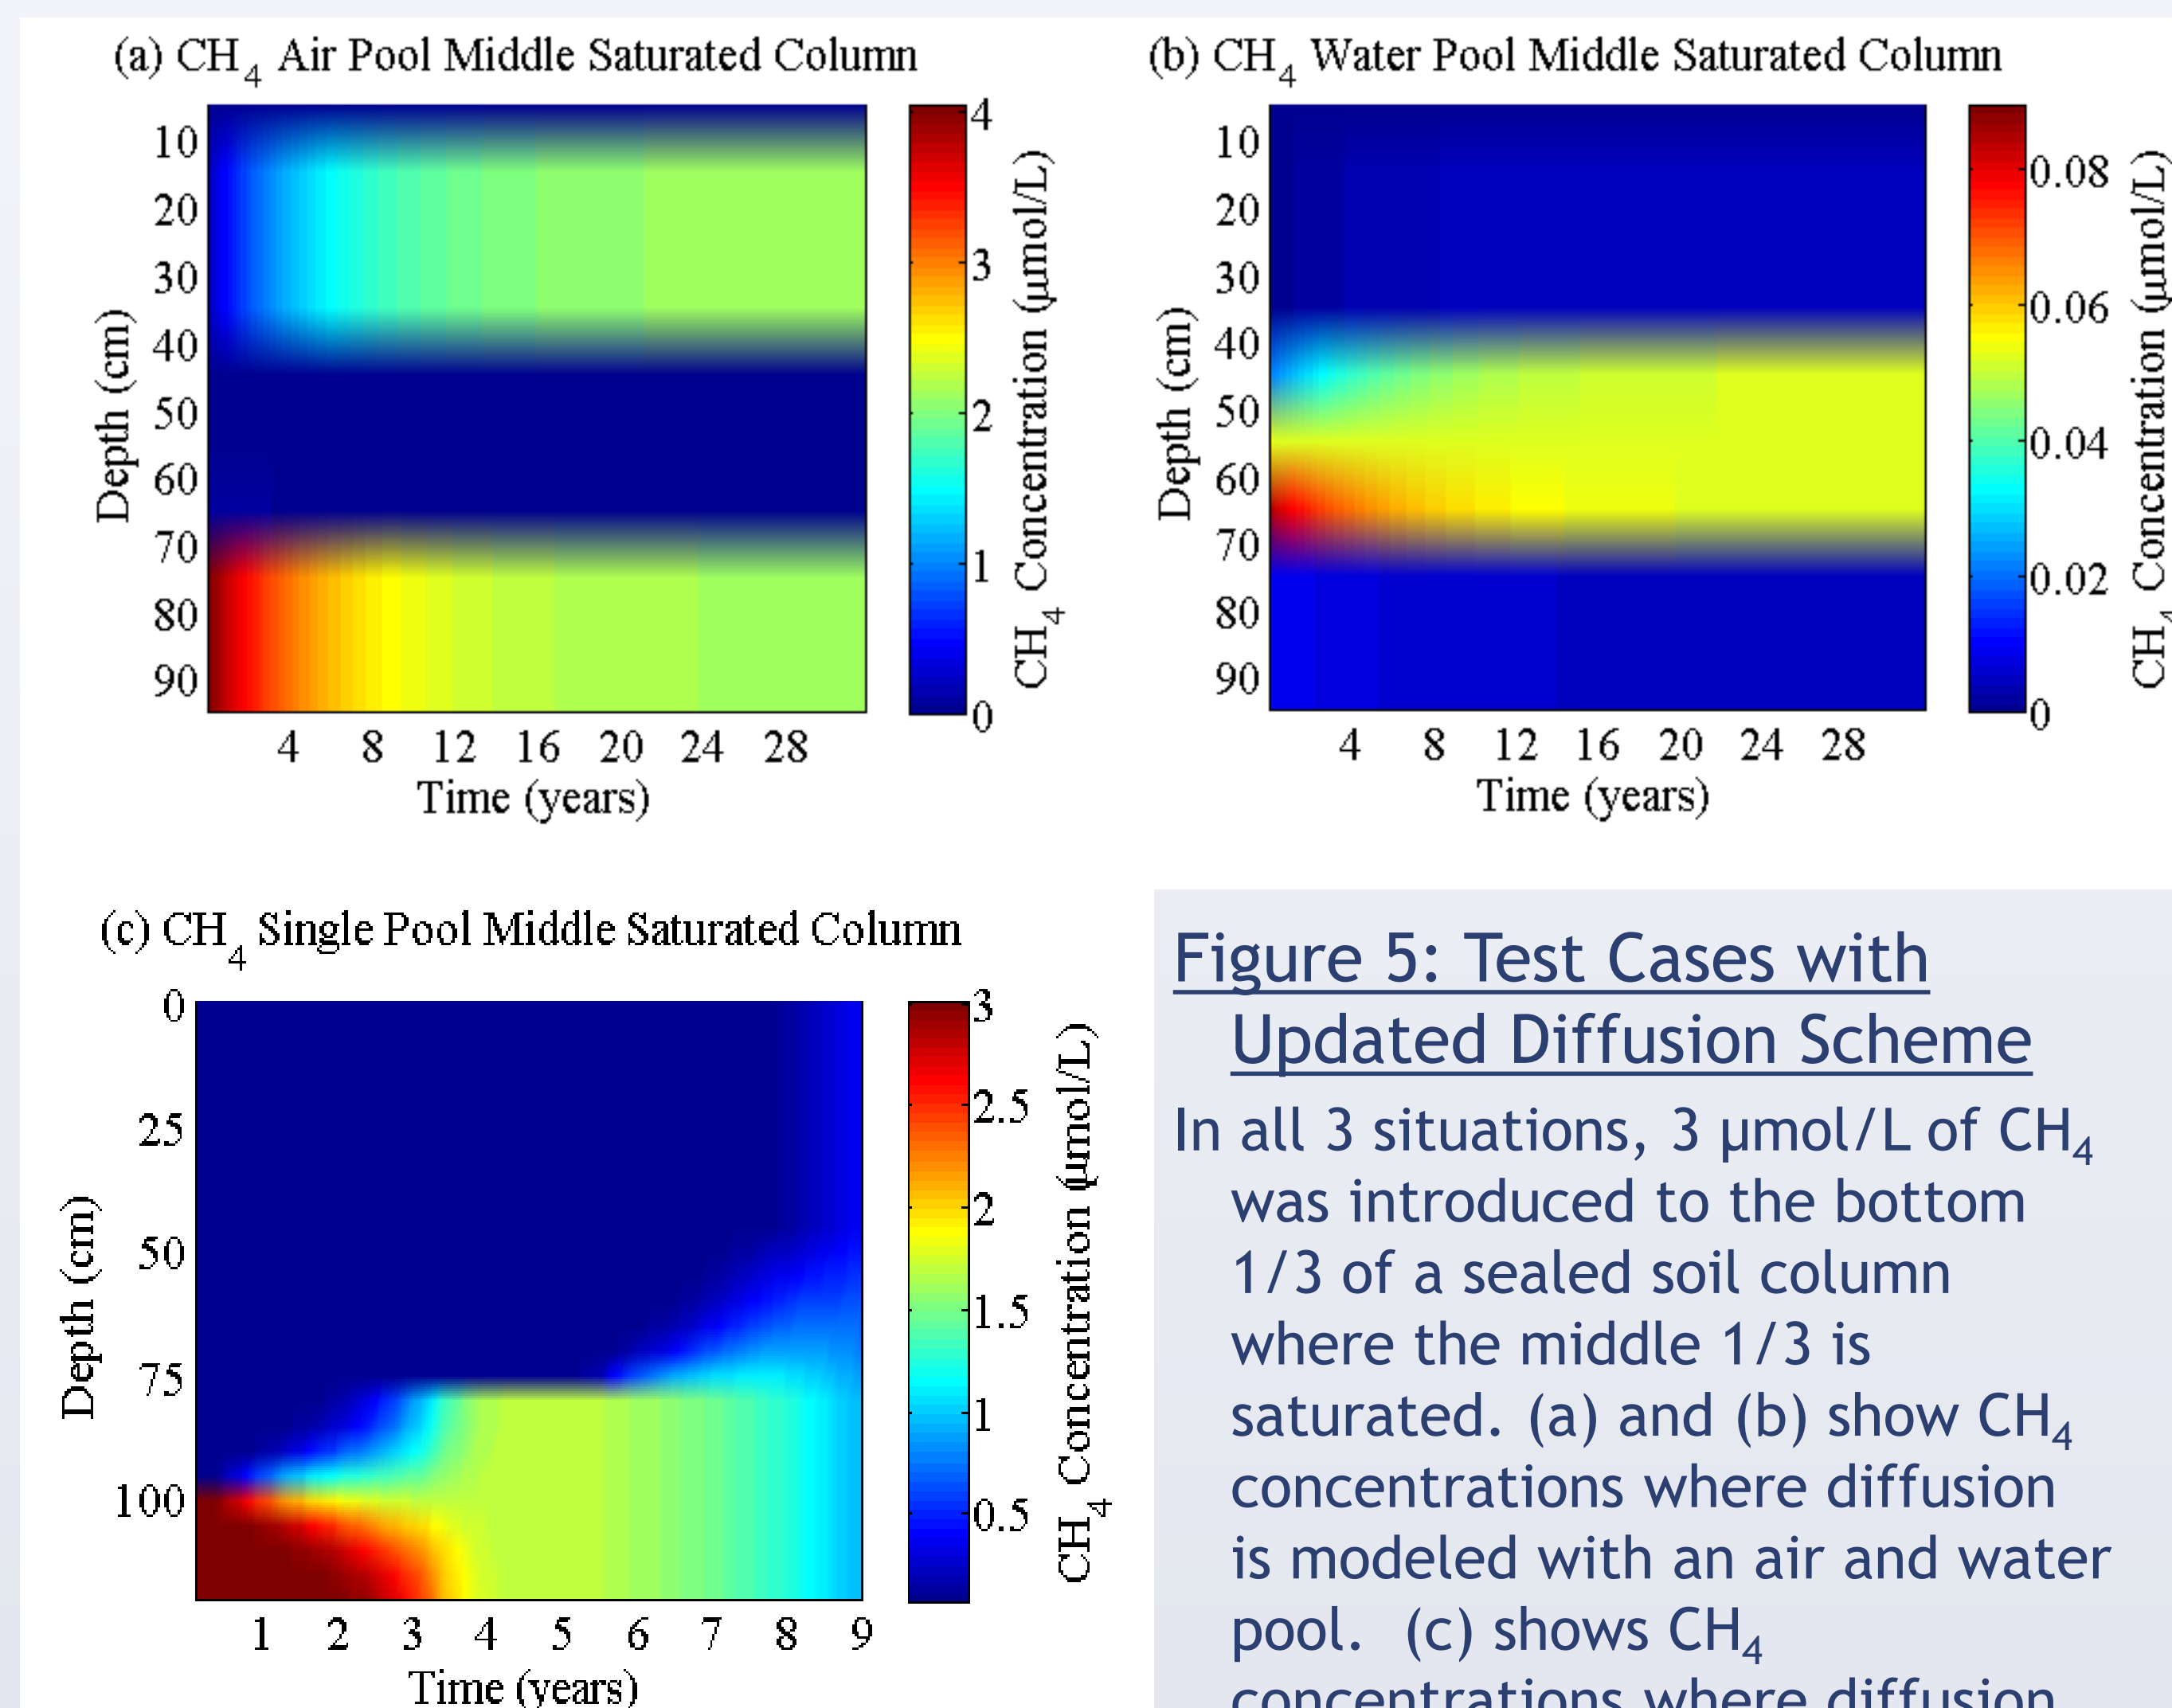 (a) CH4 Air Pool Middle Saturated Column
10
20
30
40
50
60
70
80
90
Depth (cm)
4 8 12 16 20 24 28
Time (years)
4
3
2
1
0
CH4 Concentration (μmol/L)
(b) CH4 Water Pool Middle Saturated Column
10
20
30
40
50
60
70
80
90
Depth (cm)
4 8 12 16 20 24 28
Time (years)
0.08
0.06
0.04
0.02
0
CH4 Concentration (μmol/L)
(c) CH4 Single Pool Middle Saturated Column
0
25
50
75
100
Depth (cm)
1 2 3 4 5 6 7 8 9
Time (years)
3
2.5
2
1.5
1
0.5
CH4 Concentration (μmol/L)
Figure 5: Test Cases with
Updated Diffusion Scheme
In all 3 situations, 3 μmol/L of CH4
was introduced to the bottom
1/3 of a sealed soil column
where the middle 1/3 is
saturated. (a) and (b) show CH4
concentrations where diffusion
is modeled with an air and water
pool. (c) shows CH4
concentrations where diffusion